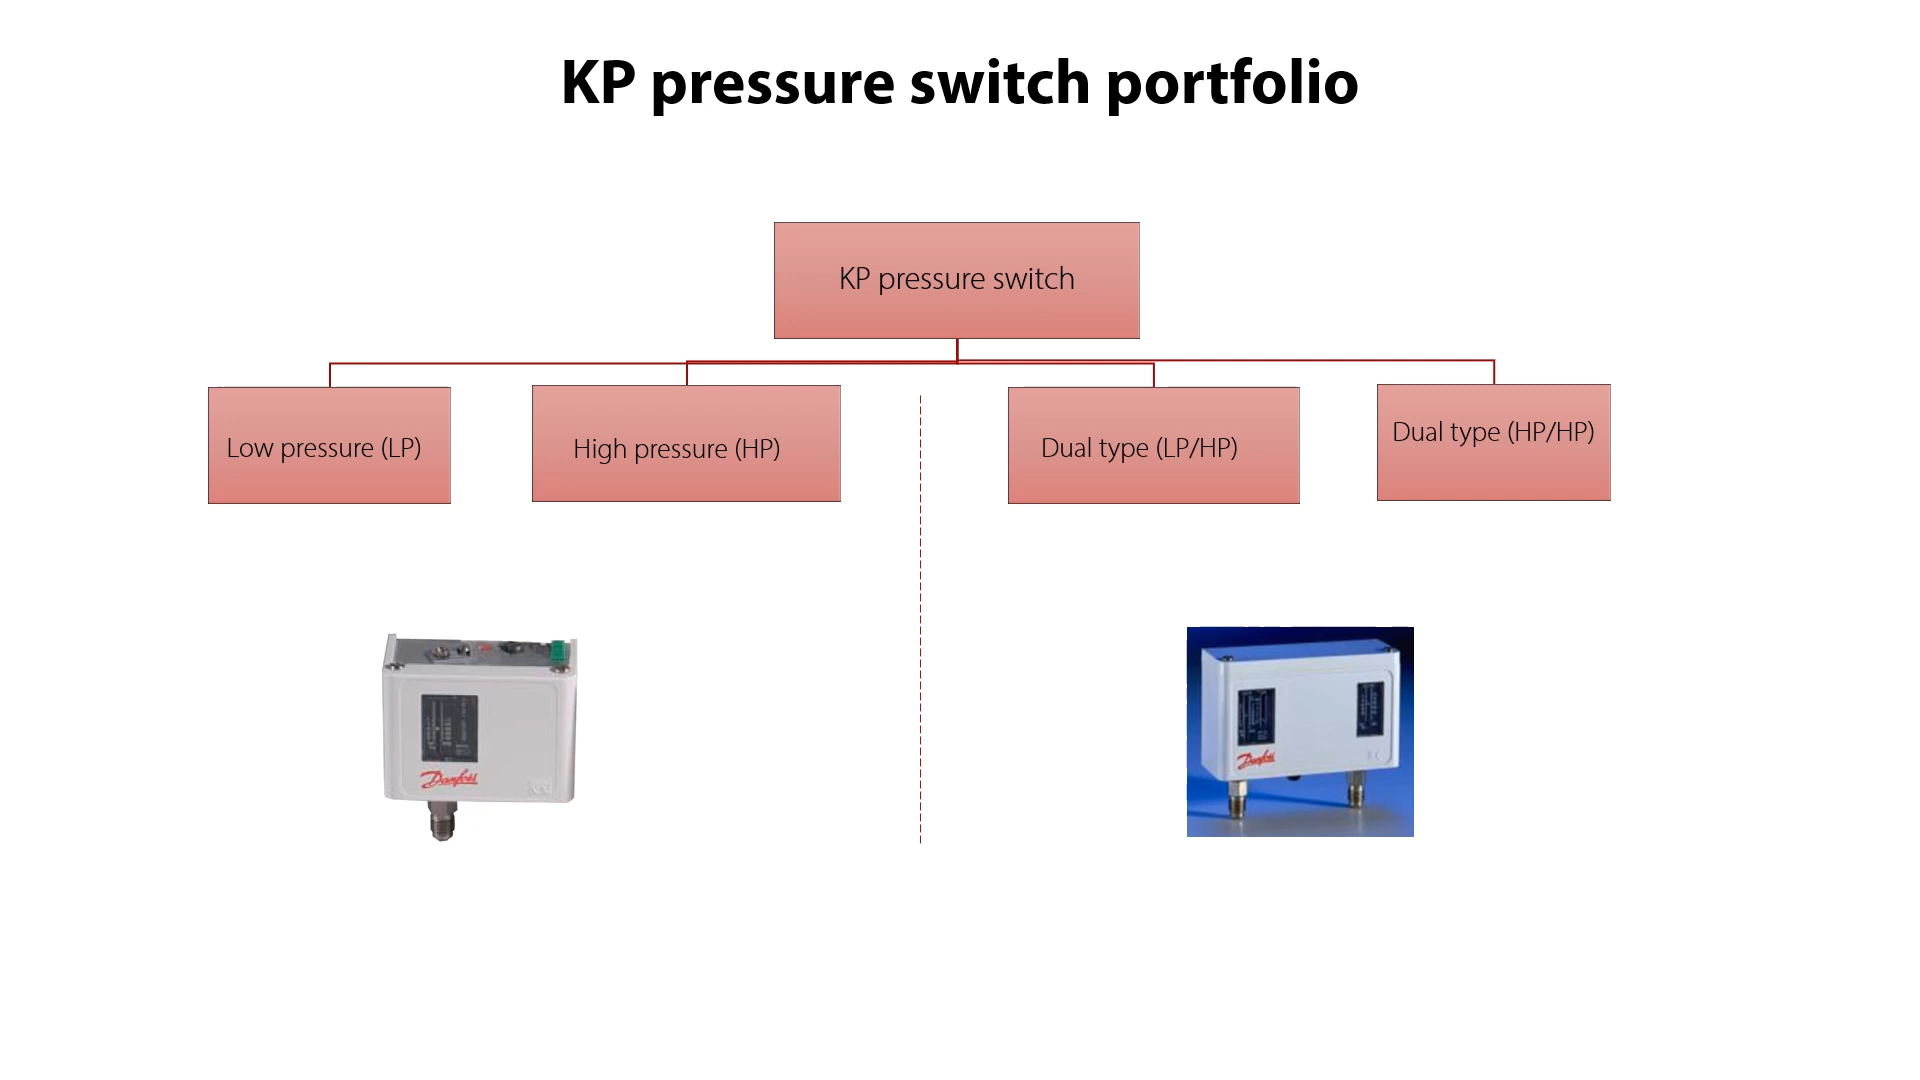 KP pressure switch portfolio
KP pressure switch
Low pressure (LP)
High pressure (HP)
Dual type (LP/HP)
Dual type (HP/HP)
Danfoss
Danfoss